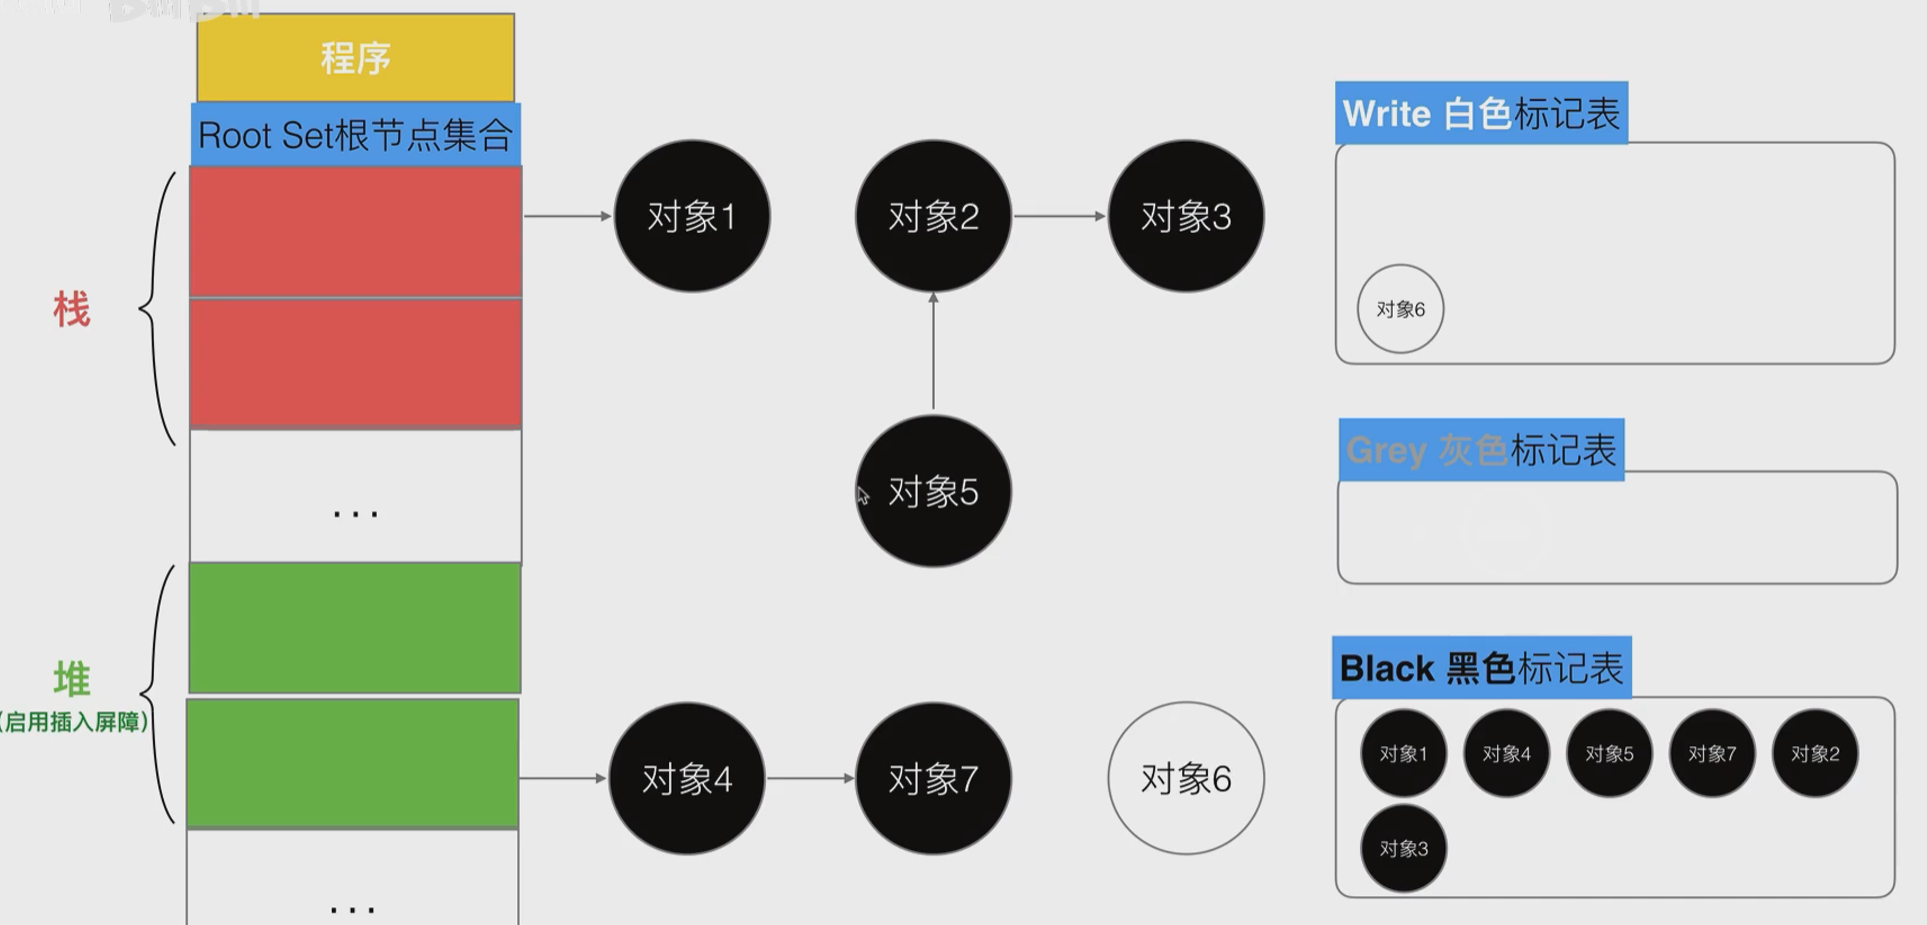 程序
Root Set根节点集合
栈
...
堆
(启用插入屏障)
...
对象1
对象2
对象3
对象5
对象4
对象7
对象6
Write 白色标记表
对象6
Grey 灰色标记表
Black 黑色标记表
对象1 对象4 对象5 对象7 对象2
对象3